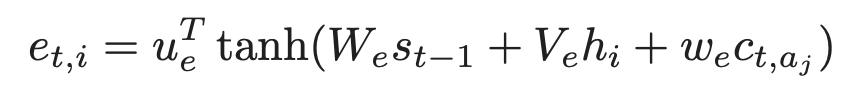 $e_{t,i} = u_e^T \tanh(W_e s_{t-1} + V_e h_i + w_e c_{t,a_j})$